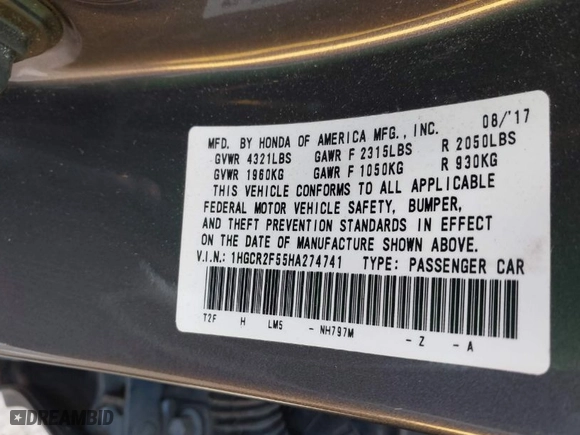 MFD. BY HONDA OF AMERICA MFG., INC. 08/'17
GVWR 4321LBS GAWR F 2315LBS R 2050LBS
GVWR 1960KG GAWR F 1050KG R 930KG
THIS VEHICLE CONFORMS TO ALL APPLICABLE
FEDERAL MOTOR VEHICLE SAFETY, BUMPER,
AND THEFT PREVENTION STANDARDS IN EFFECT
ON THE DATE OF MANUFACTURE SHOWN ABOVE.
V.I.N.: 1HGCR2F55HA274741 TYPE: PASSENGER CAR
T2F H LM5 - NH797M - Z - A
DREAMBID